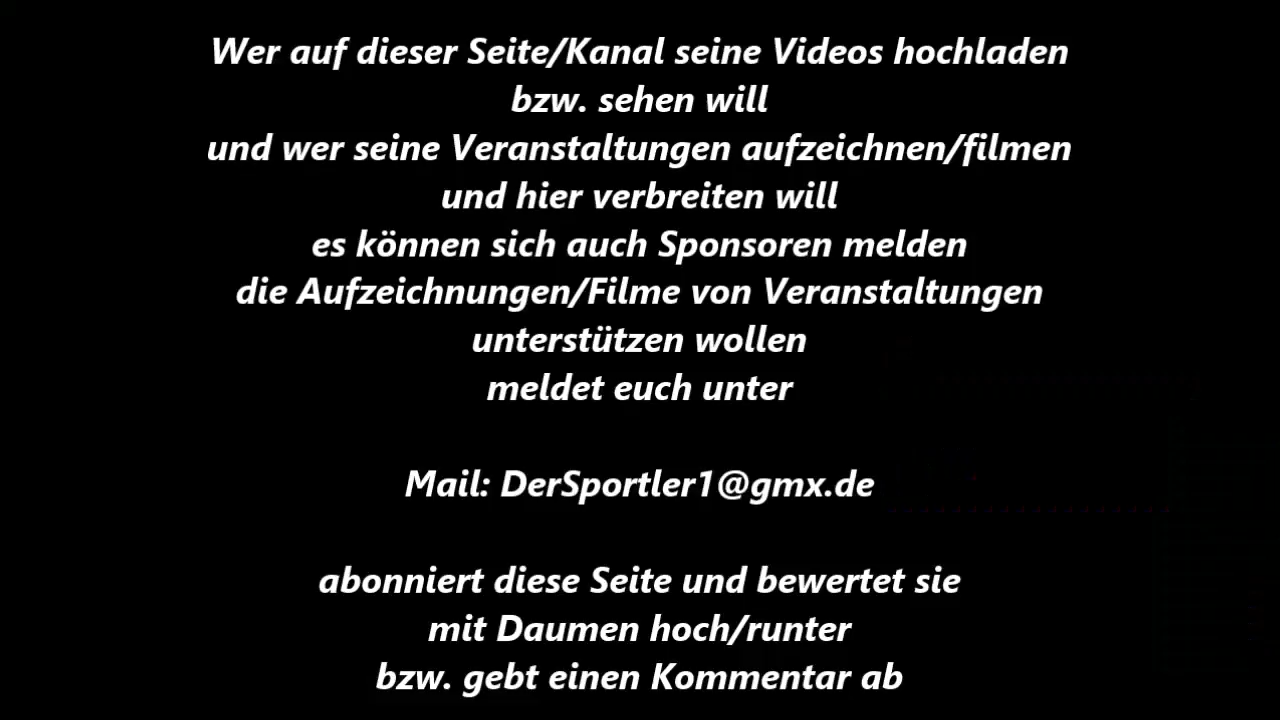 Wer auf dieser Seite/Kanal seine Videos hochladen
bzw. sehen will
und wer seine Veranstaltungen aufzeichnen/filmen
und hier verbreiten will
es können sich auch Sponsoren melden
die Aufzeichnungen/Filme von Veranstaltungen
unterstützen wollen
meldet euch unter
Mail: DerSportler1@gmx.de
abonniert diese Seite und bewertet sie
mit Daumen hoch/runter
bzw. gebt einen Kommentar ab